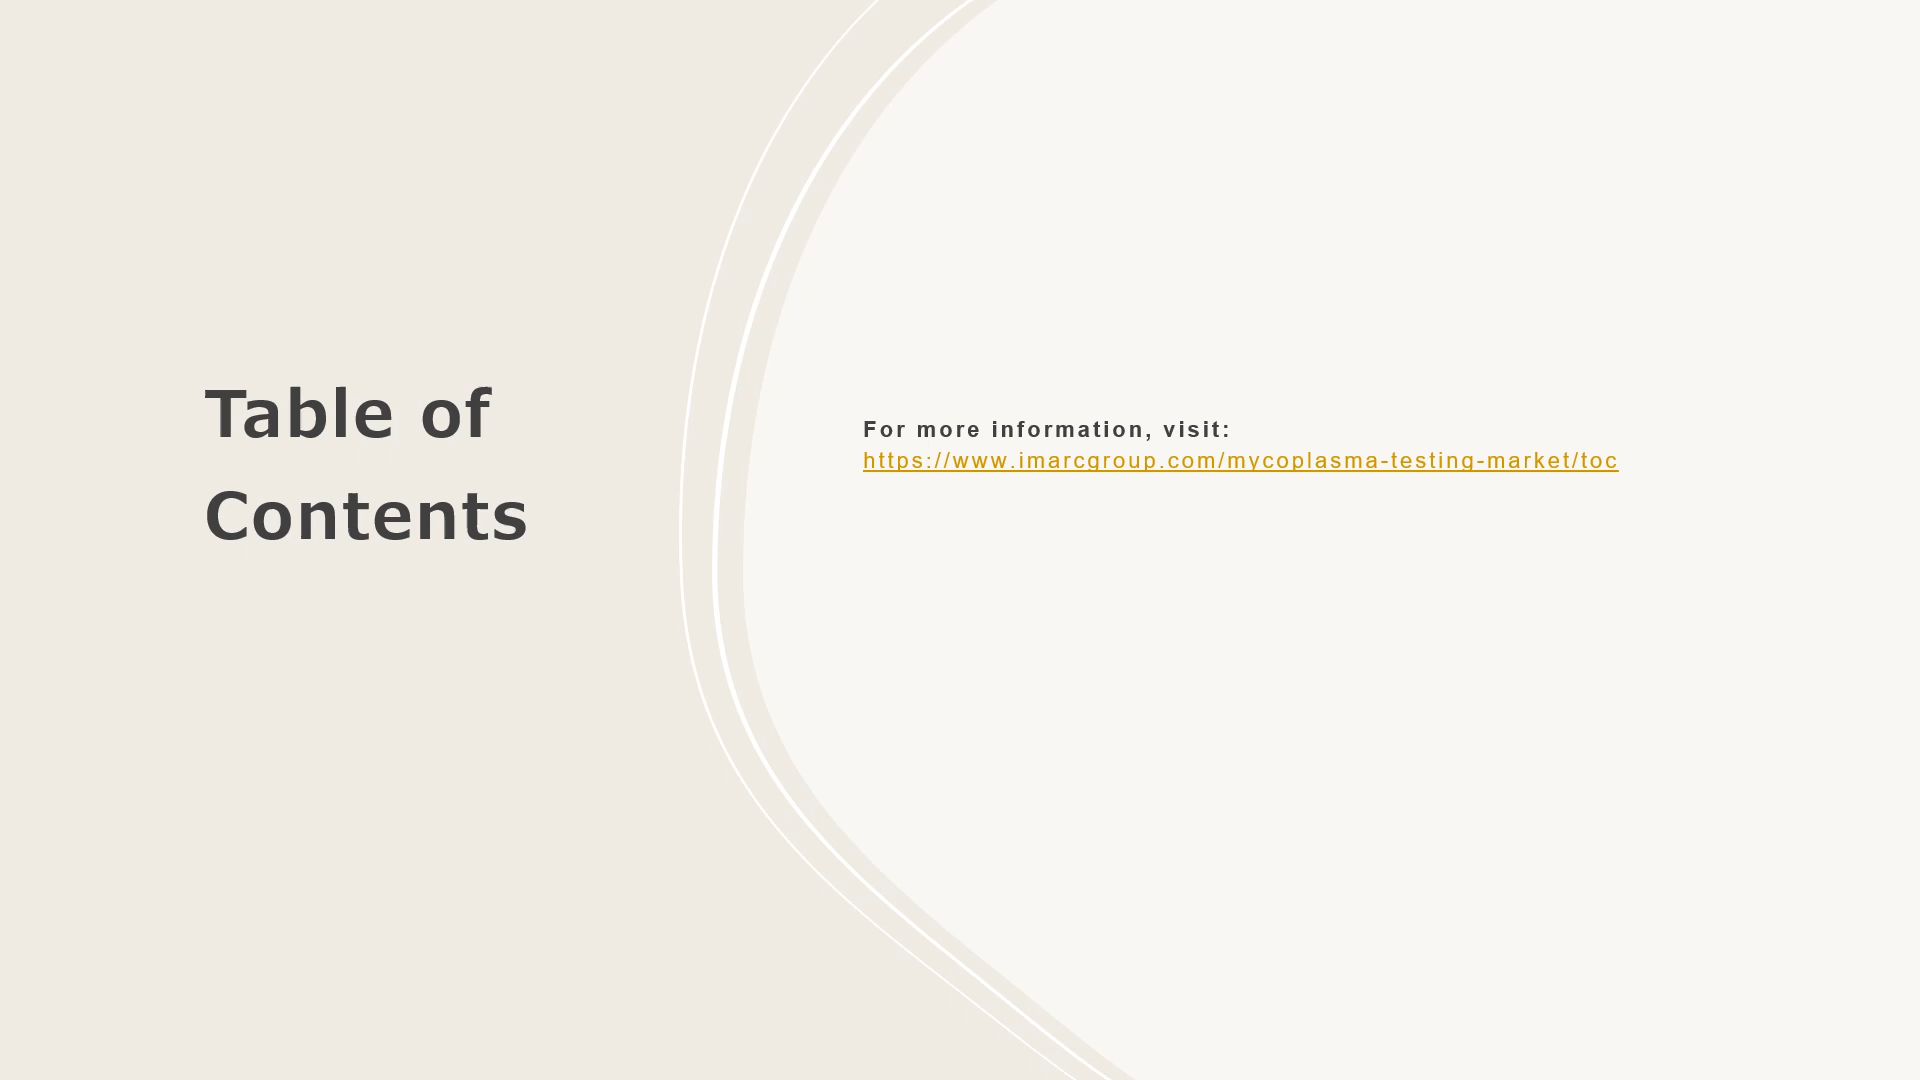 Table of
Contents
For more information, visit:
https://www.imarcgroup.com/mycoplasma-testing-market/toc